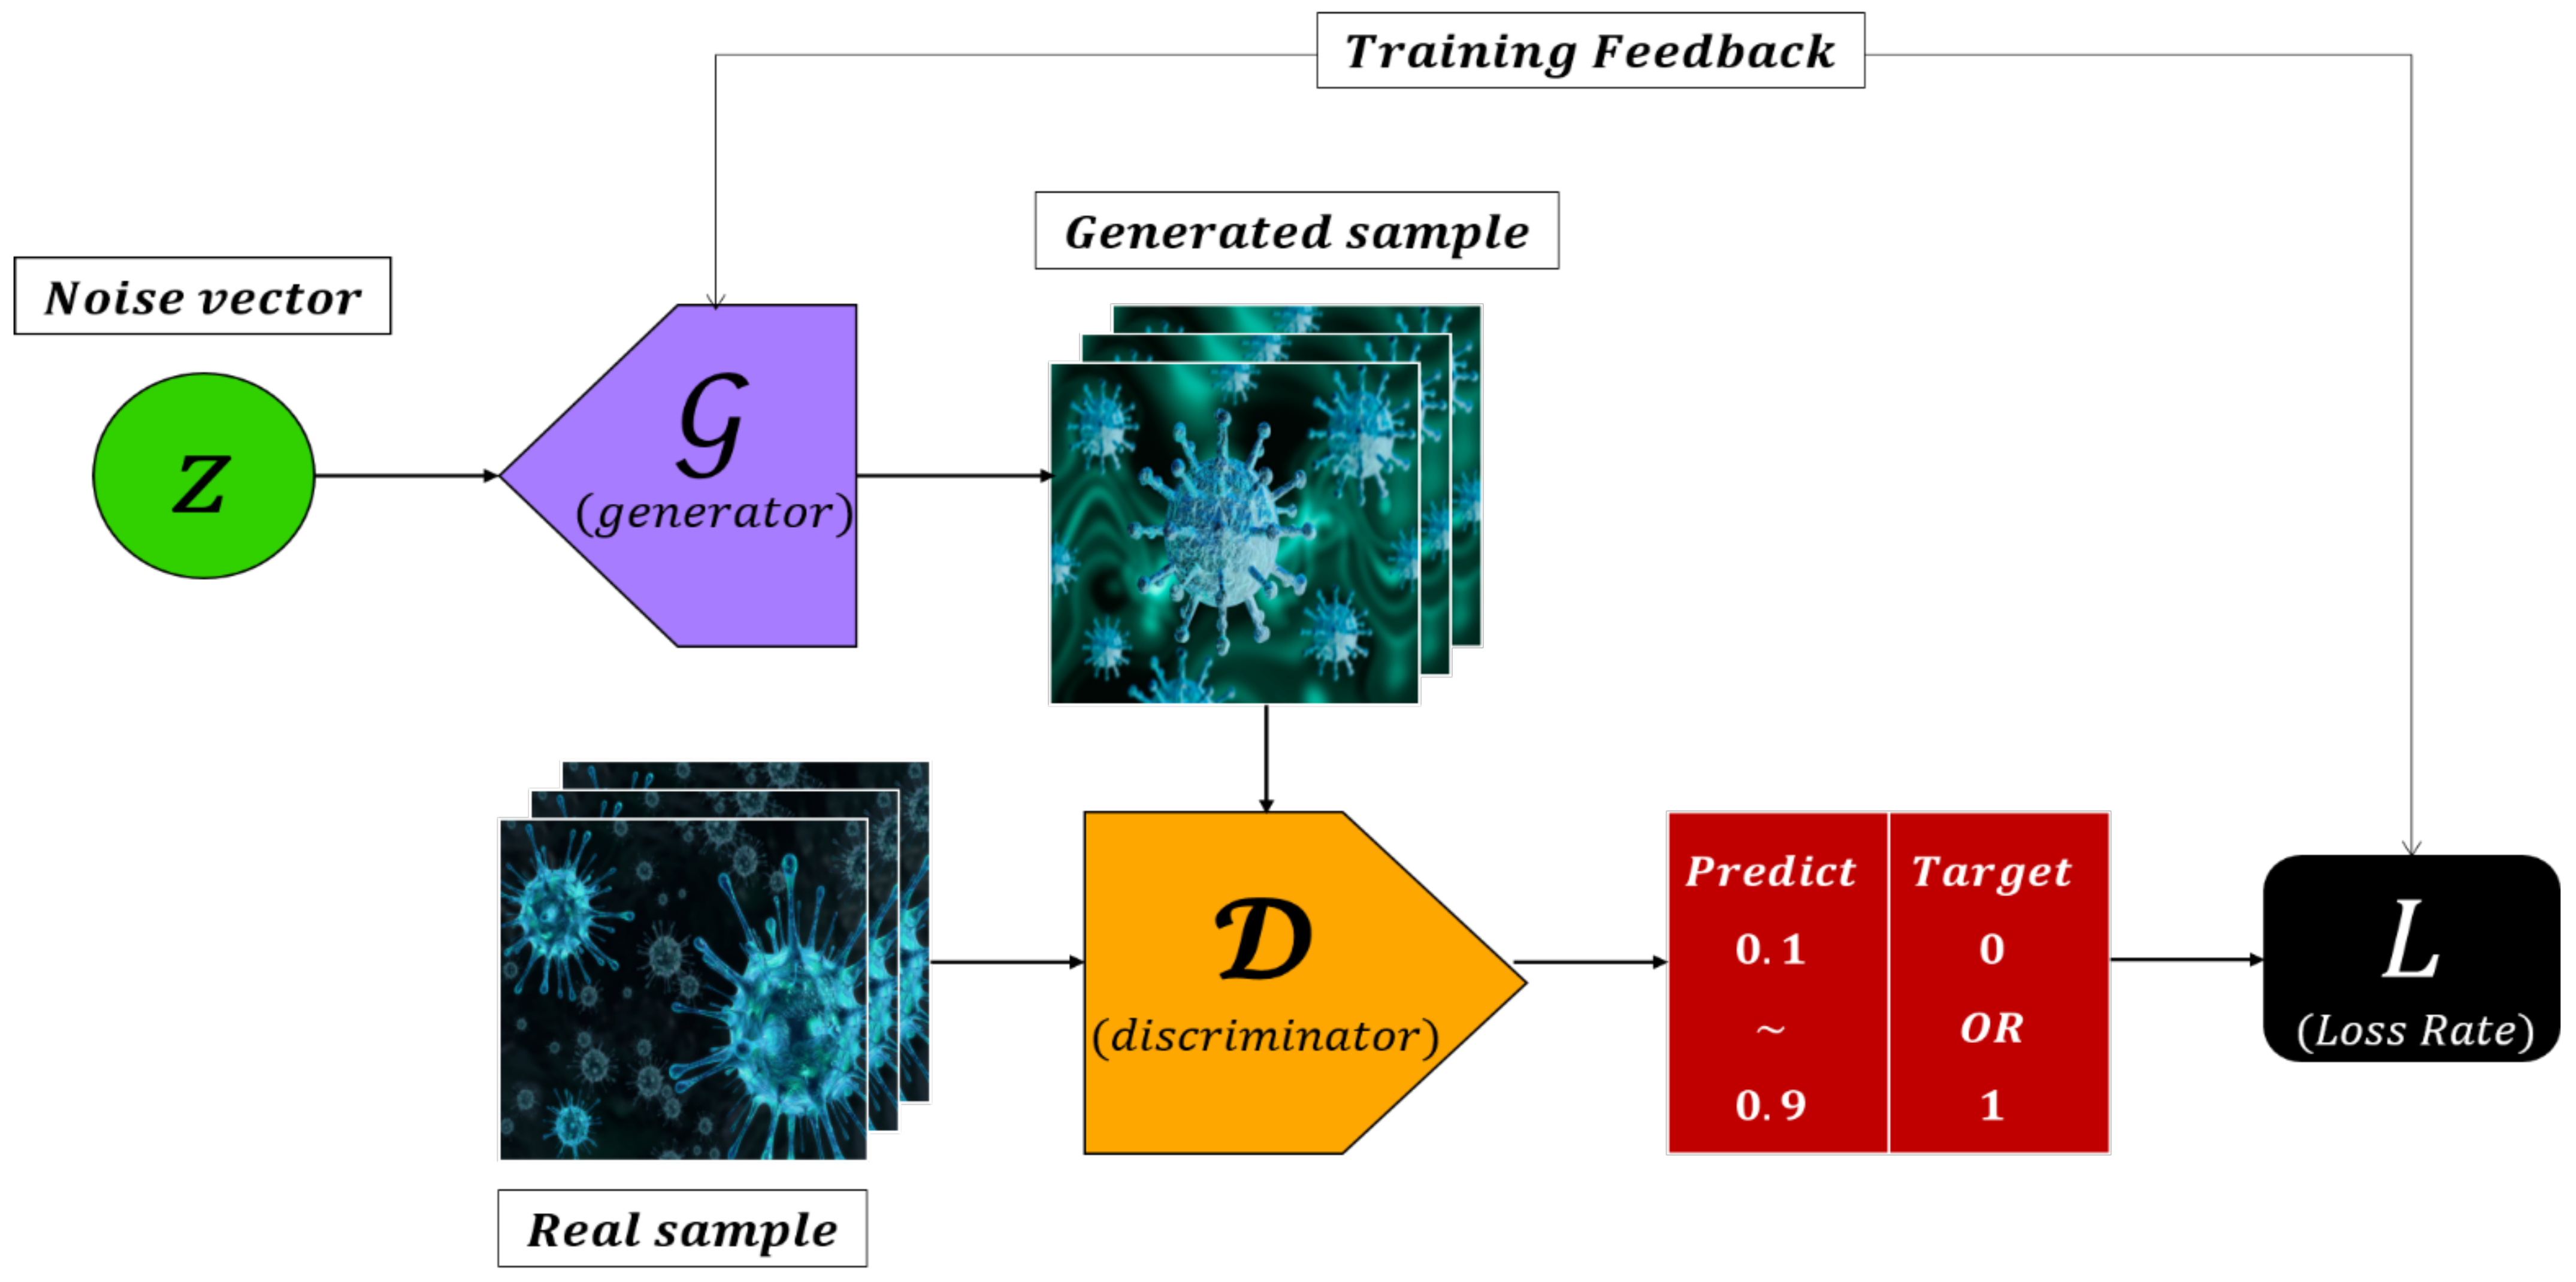 Training Feedback
Generated sample
Noise vector
z
G
(generator)
D
(discriminator)
Real sample
Predict Target
0.1 0
~ OR
0.9 1
L
(Loss Rate)